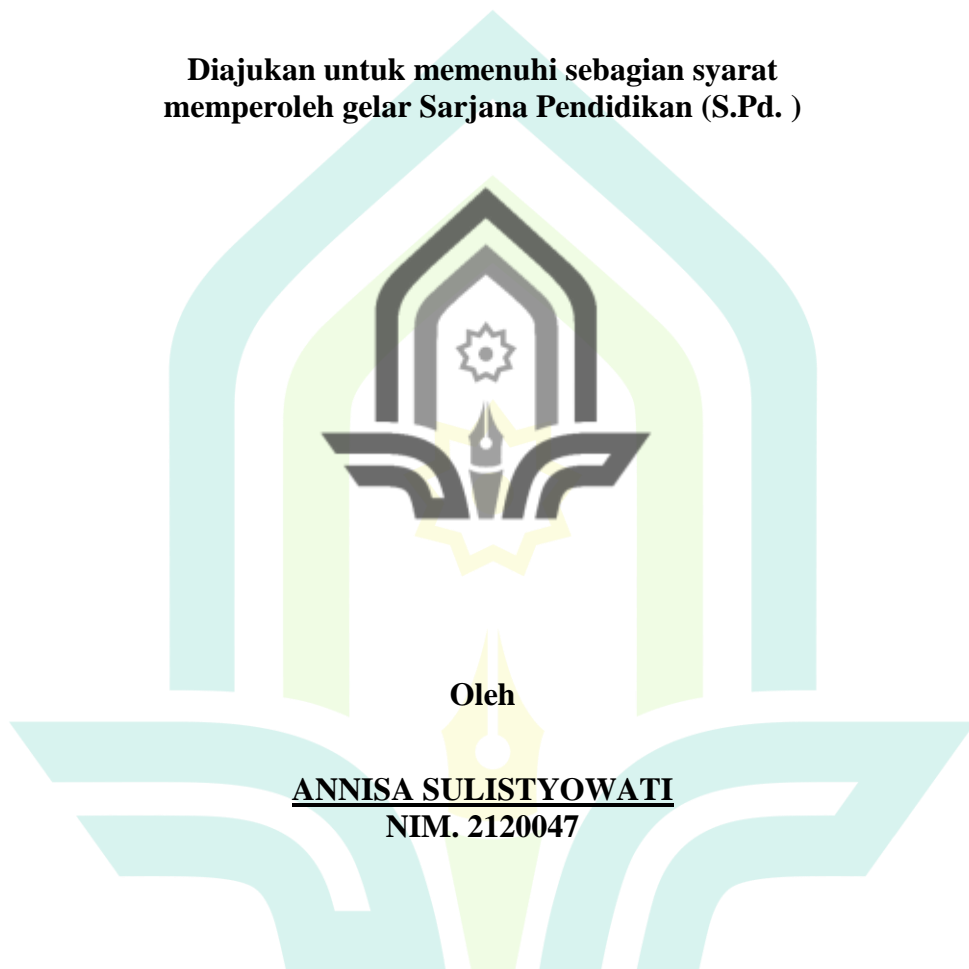 Diajukan untuk memenuhi sebagian syarat
memperoleh gelar Sarjana Pendidikan (S.Pd. )
Oleh
ANNISA SULISTYOWATI
NIM. 2120047